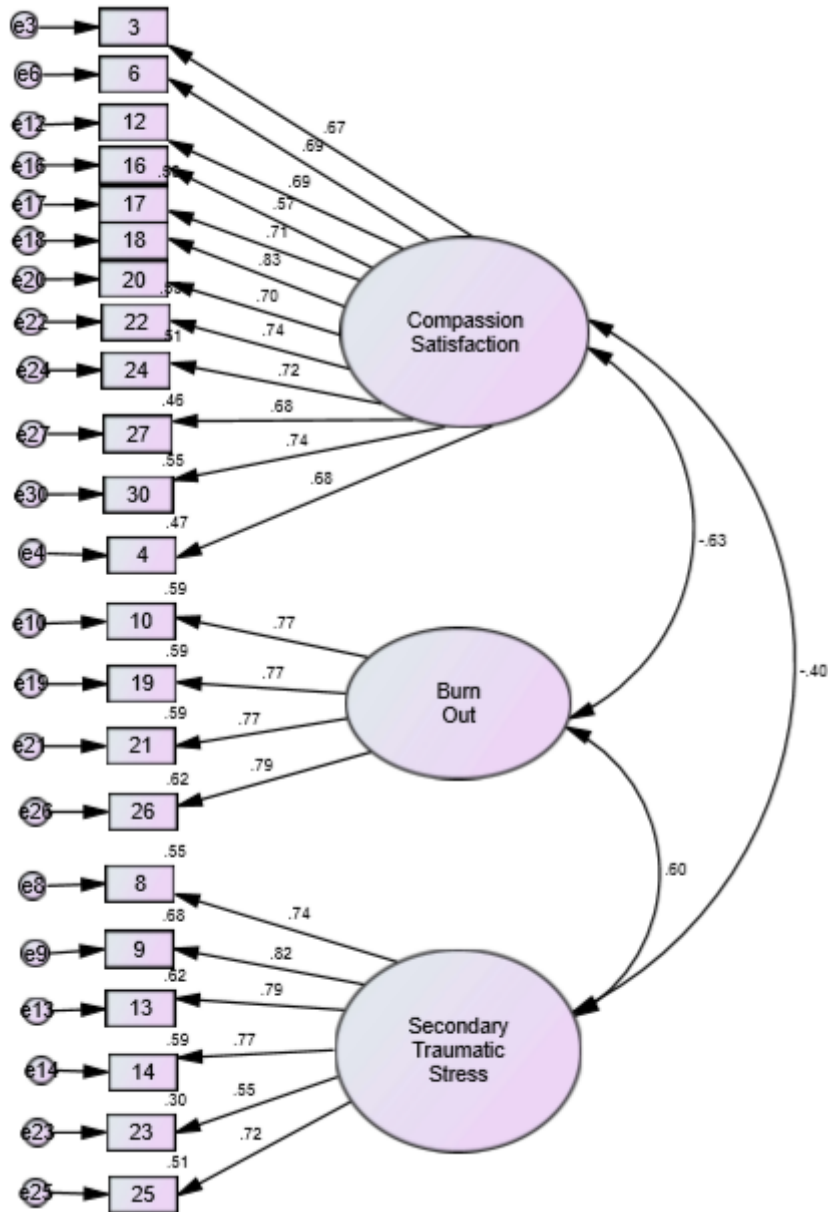 e3 3
e6 6
.67
.69
e12 12
e16 16
.69
.57
e17 17
.71
e18 18
.83
e20 20
.70
e22 22
.74
Compassion
Satisfaction
.51
e24 24
.72
.46
e27 27
.68
.74
.55
e30 30
.68
.47
e4 4
-.63
.59
e10 10
.77
.59
e19 19
.77
Burn
Out
-.40
.59
e21 21
.77
.62
e26 26
.79
.55
e8 8
.60
.74
.68
e9 9
.82
.62
e13 13
.79
Secondary
Traumatic
Stress
.59
.77
e14 14
.30
.55
e23 23
.72
.51
e25 25